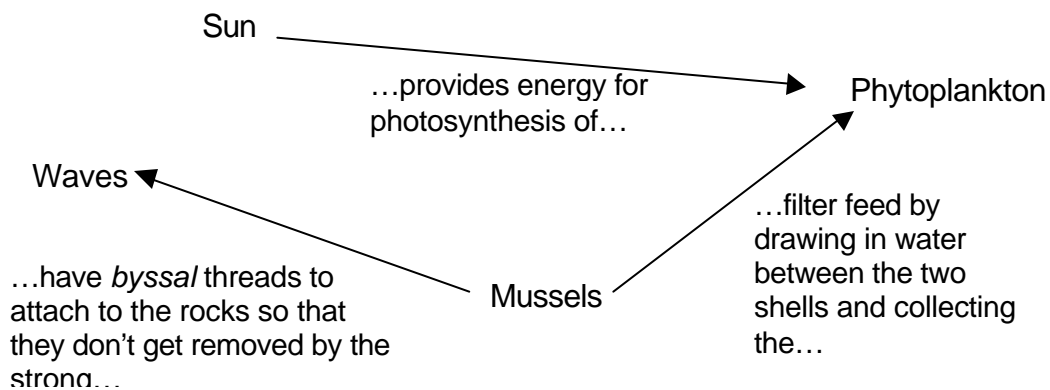 Sun
…provides energy for
photosynthesis of…
Phytoplankton
Waves
…filter feed by
drawing in water
between the two
shells and collecting
the…
…have byssal threads to
attach to the rocks so that
they don’t get removed by the
strong…
Mussels